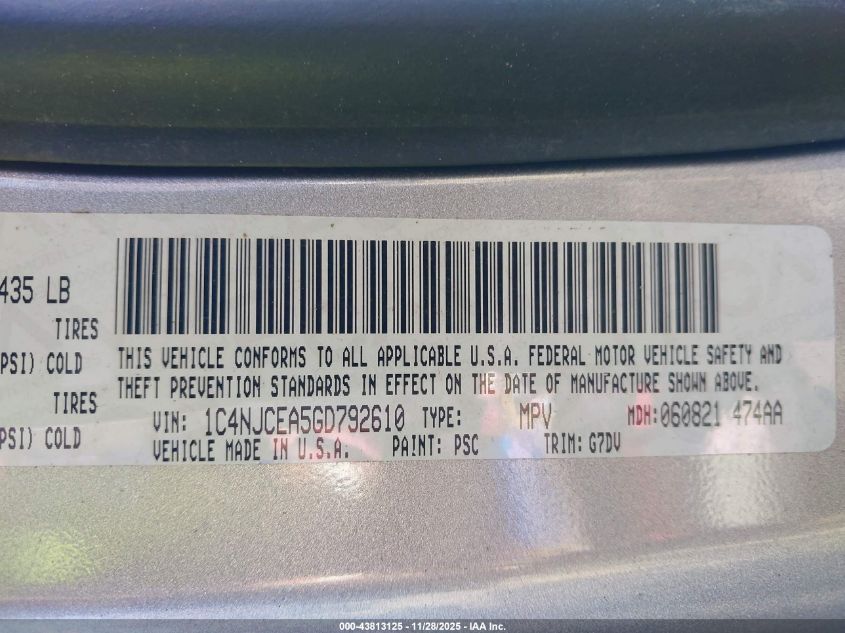 435 LB
TIRES
PSI) COLD
TIRES
PSI) COLD
THIS VEHICLE CONFORMS TO ALL APPLICABLE U.S.A. FEDERAL MOTOR VEHICLE SAFETY AND
THEFT PREVENTION STANDARDS IN EFFECT ON THE DATE OF MANUFACTURE SHOWN ABOVE.
VIN: 1C4NJCEA5GD792610 TYPE: MPV MDH:060821 474AA
VEHICLE MADE IN U.S.A. PAINT: PSC TRIM: G7DV
000-43813125 - 11/28/2025 - IAA Inc.